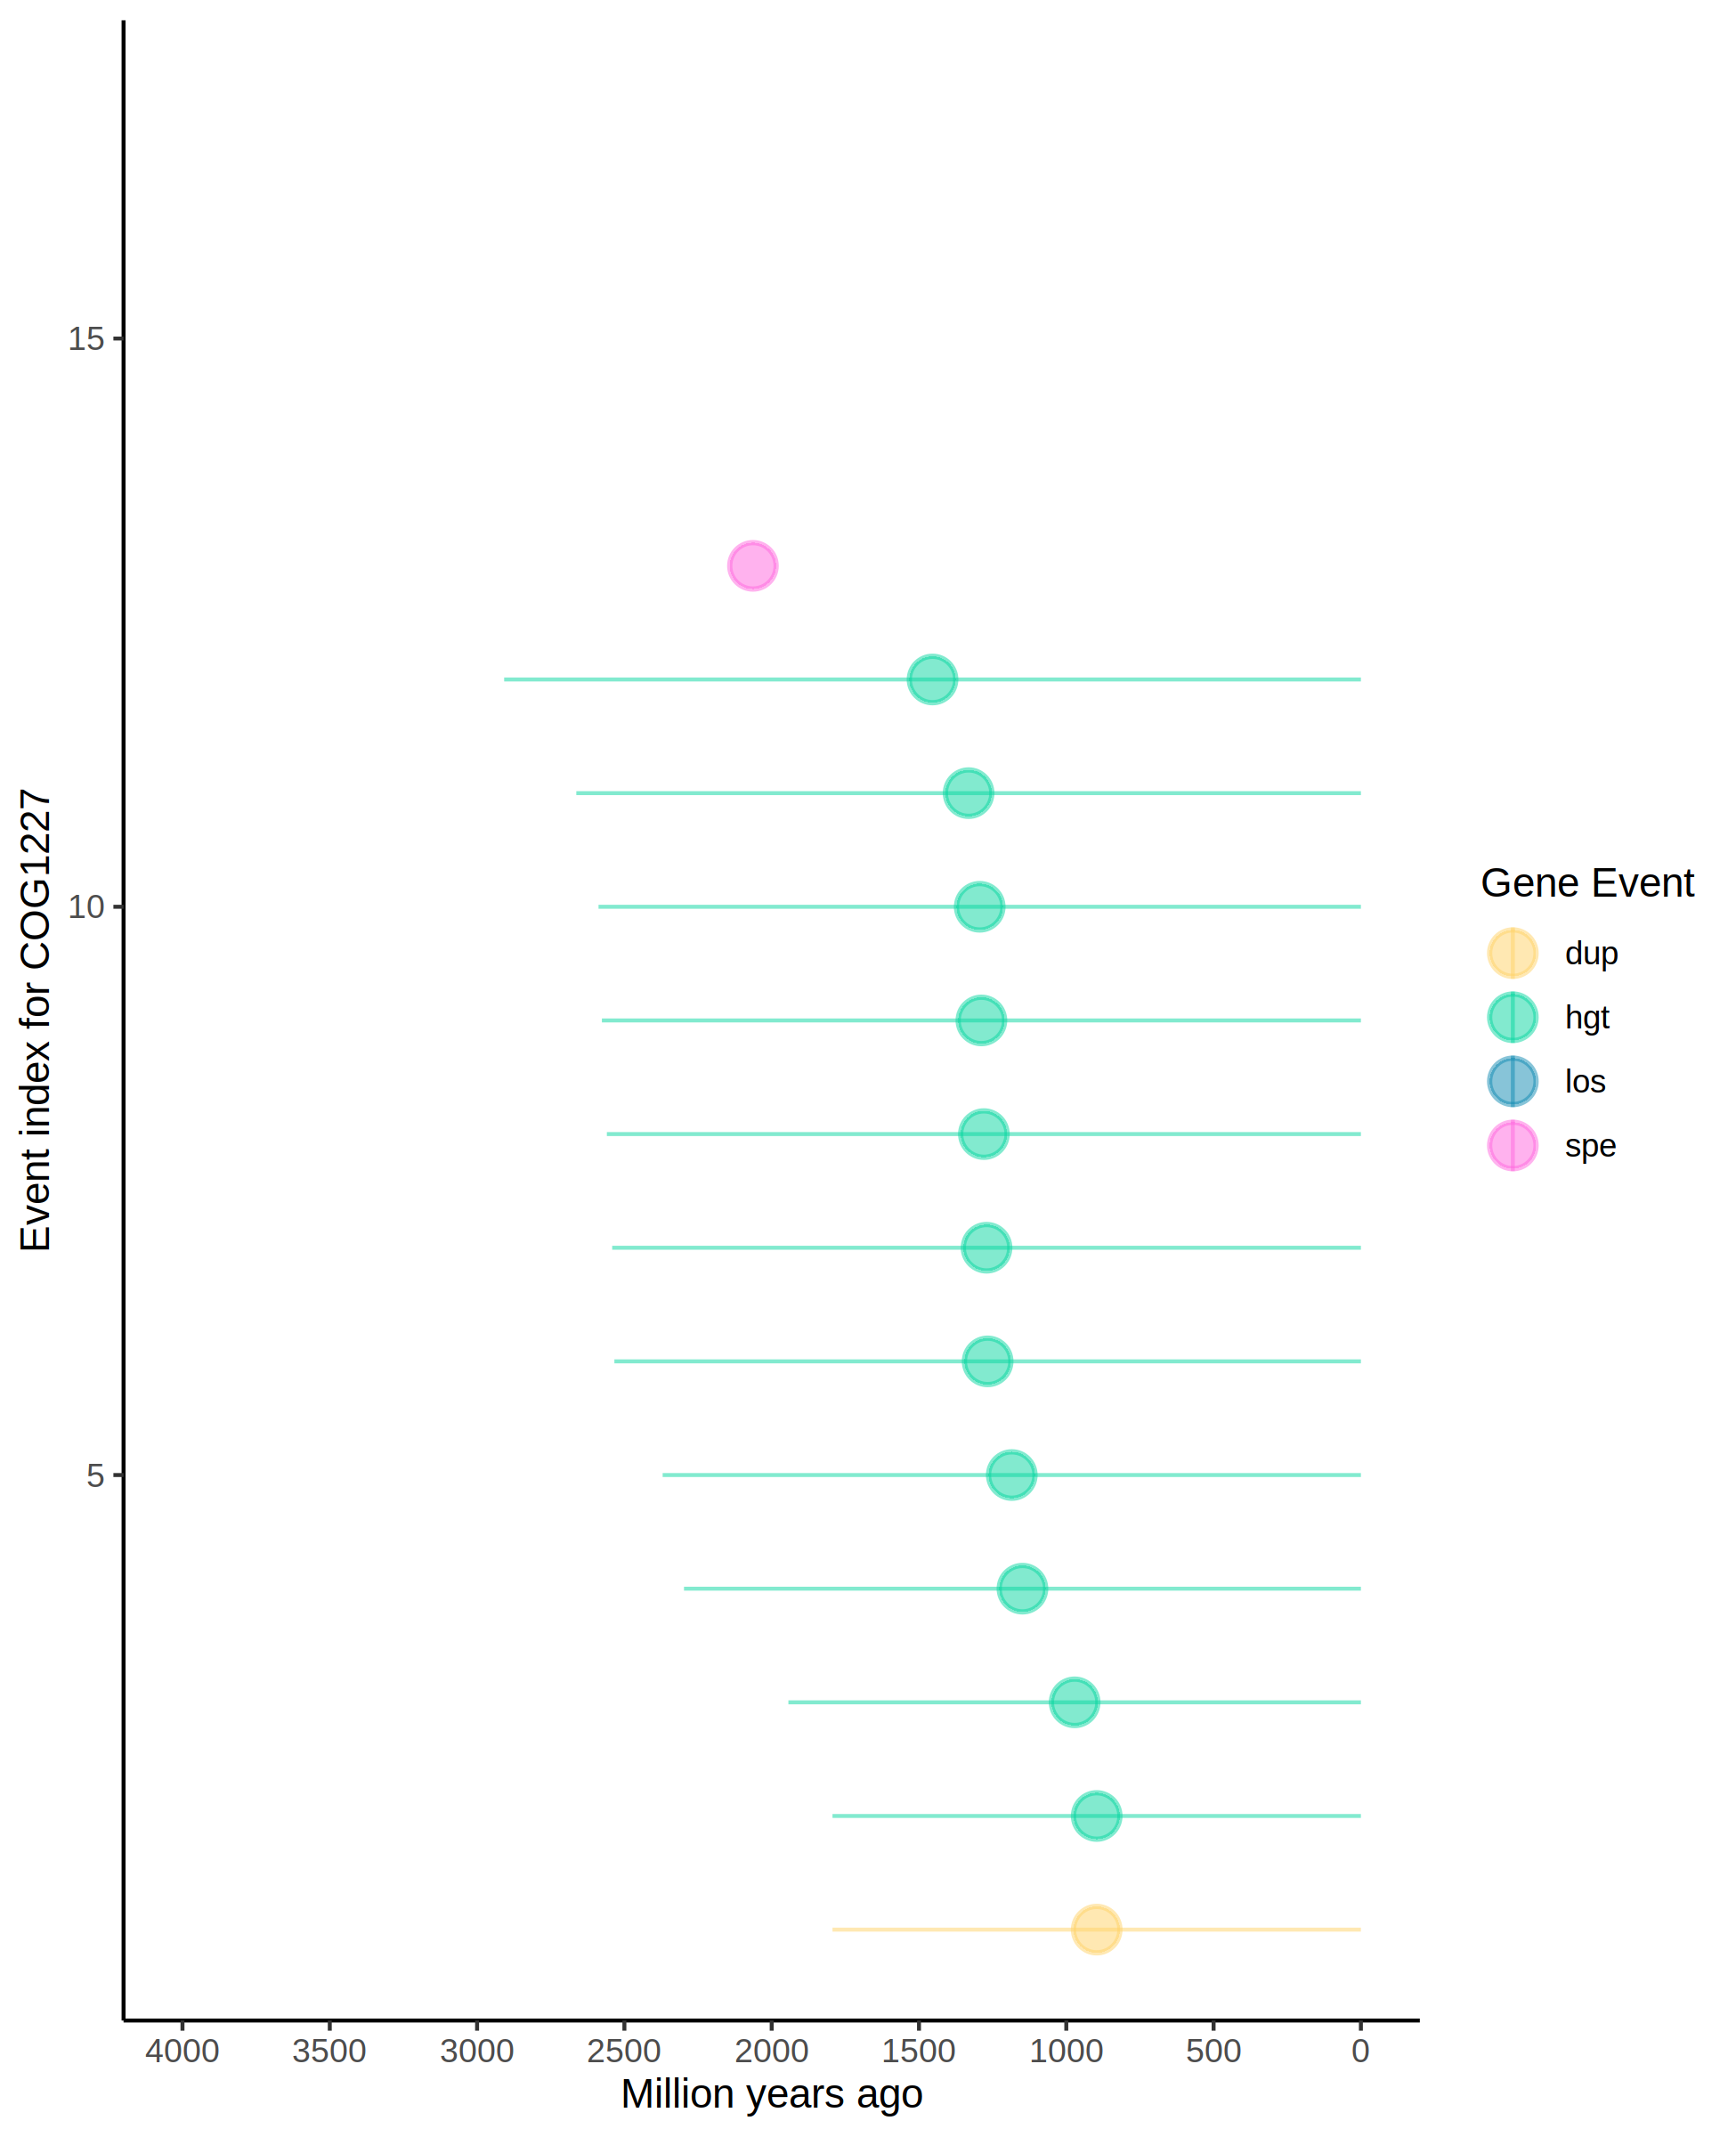 Event index for COG1227
15
10
5
4000 3500 3000 2500 2000 1500 1000 500 0
Million years ago
Gene Event
dup
hgt
los
spe